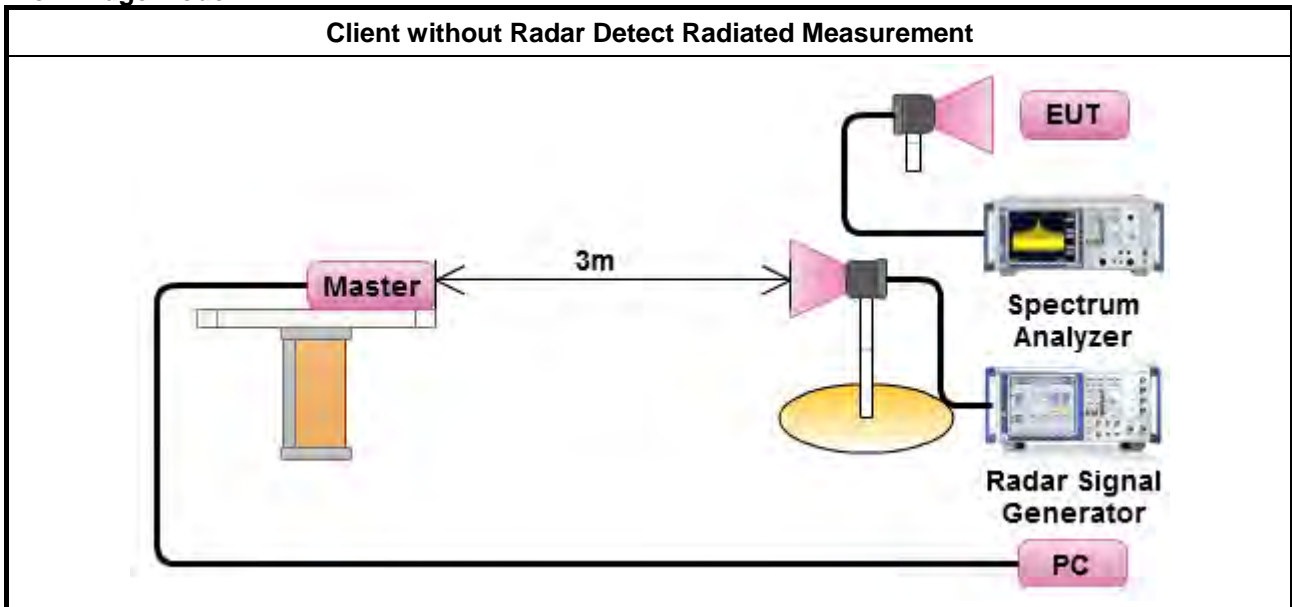 Client without Radar Detect Radiated Measurement
EUT
3m
Master
Spectrum
Analyzer
Radar Signal
Generator
PC